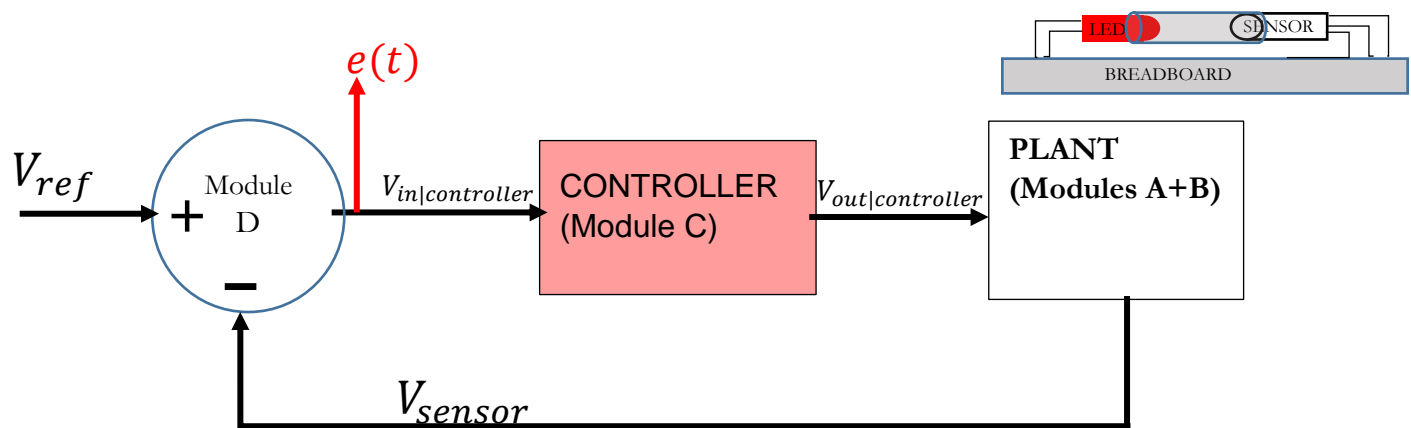 LED
SENSOR
BREADBOARD
e(t)
V_ref
+
Module
D
−
V_in|controller
CONTROLLER
(Module C)
V_out|controller
PLANT
(Modules A+B)
V_sensor